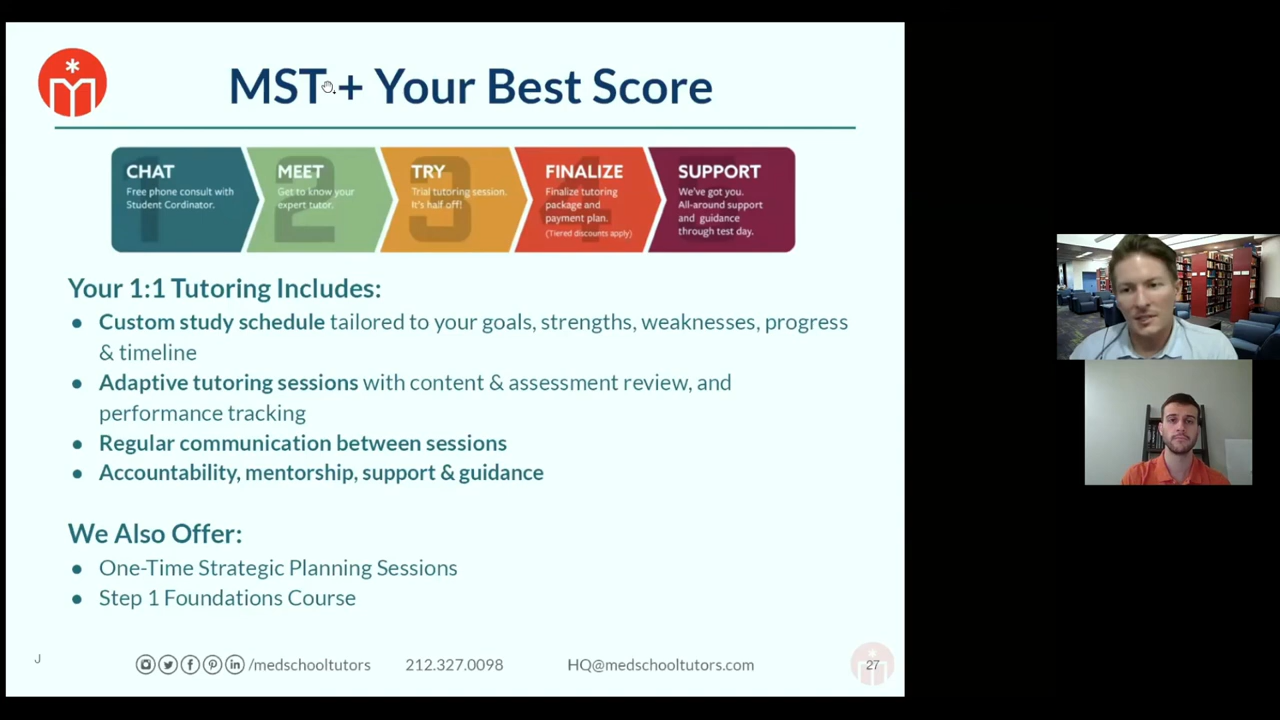 MST + Your Best Score
CHAT
Free phone consult with
Student Cordinator.
MEET
Get to know your
expert tutor.
TRY
Trial tutoring session.
It's half off!
FINALIZE
Finalize tutoring
package and
payment plan.
(Tiered discounts apply)
SUPPORT
We've got you.
All-around support
and guidance
through test day.
1
2
3
4
Your 1:1 Tutoring Includes:
● Custom study schedule tailored to your goals, strengths, weaknesses, progress
& timeline
● Adaptive tutoring sessions with content & assessment review, and
performance tracking
● Regular communication between sessions
● Accountability, mentorship, support & guidance
We Also Offer:
● One-Time Strategic Planning Sessions
● Step 1 Foundations Course
J
/medschooltutors 212.327.0098 HQ@medschooltutors.com 27